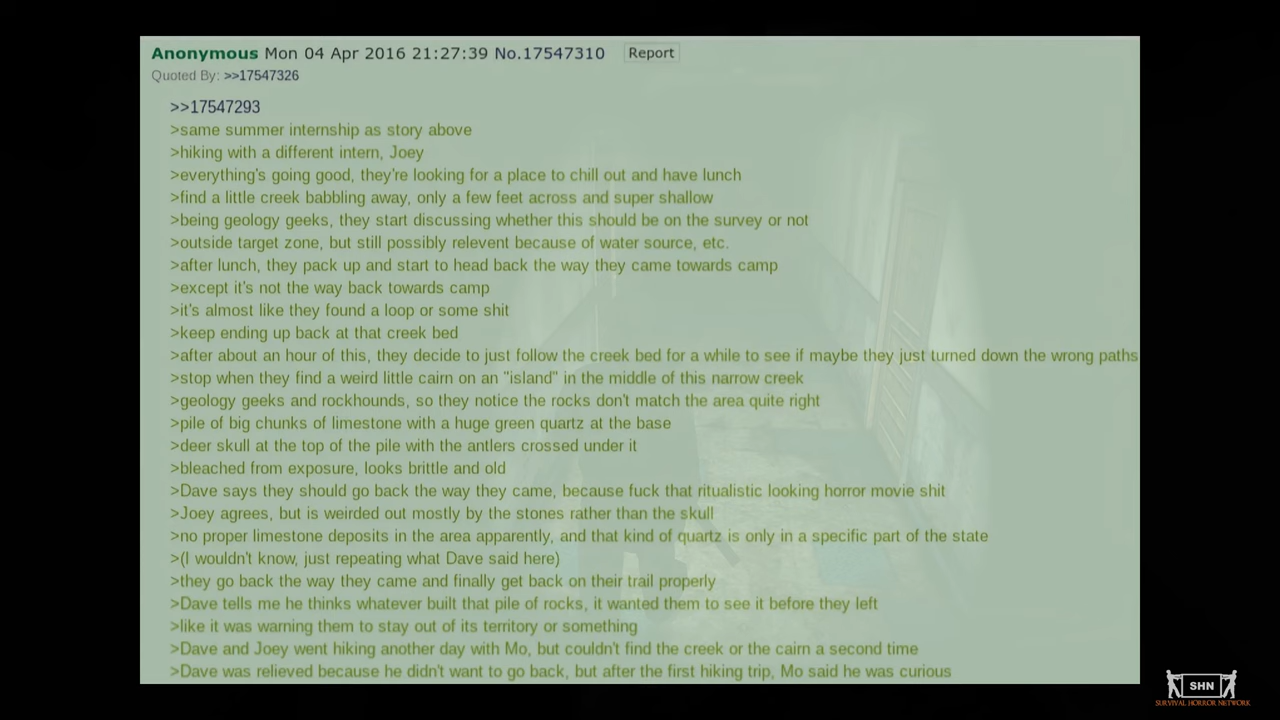 Anonymous Mon 04 Apr 2016 21:27:39 No.17547310 Report
Quoted By: >>17547326
>>17547293
>same summer internship as story above
>hiking with a different intern, Joey
>everything's going good, they're looking for a place to chill out and have lunch
>find a little creek babbling away, only a few feet across and super shallow
>being geology geeks, they start discussing whether this should be on the survey or not
>outside target zone, but still possibly relevent because of water source, etc.
>after lunch, they pack up and start to head back the way they came towards camp
>except it's not the way back towards camp
>it's almost like they found a loop or some shit
>keep ending up back at that creek bed
>after about an hour of this, they decide to just follow the creek bed for a while to see if maybe they just turned down the wrong paths
>stop when they find a weird little cairn on an "island" in the middle of this narrow creek
>geology geeks and rockhounds, so they notice the rocks don't match the area quite right
>pile of big chunks of limestone with a huge green quartz at the base
>deer skull at the top of the pile with the antlers crossed under it
>bleached from exposure, looks brittle and old
>Dave says they should go back the way they came, because fuck that ritualistic looking horror movie shit
>Joey agrees, but is weirded out mostly by the stones rather than the skull
>no proper limestone deposits in the area apparently, and that kind of quartz is only in a specific part of the state
>(I wouldn't know, just repeating what Dave said here)
>they go back the way they came and finally get back on their trail properly
>Dave tells me he thinks whatever built that pile of rocks, it wanted them to see it before they left
>like it was warning them to stay out of its territory or something
>Dave and Joey went hiking another day with Mo, but couldn't find the creek or the cairn a second time
>Dave was relieved because he didn't want to go back, but after the first hiking trip, Mo said he was curious
SHN
SURVIVAL HORROR NETWORK